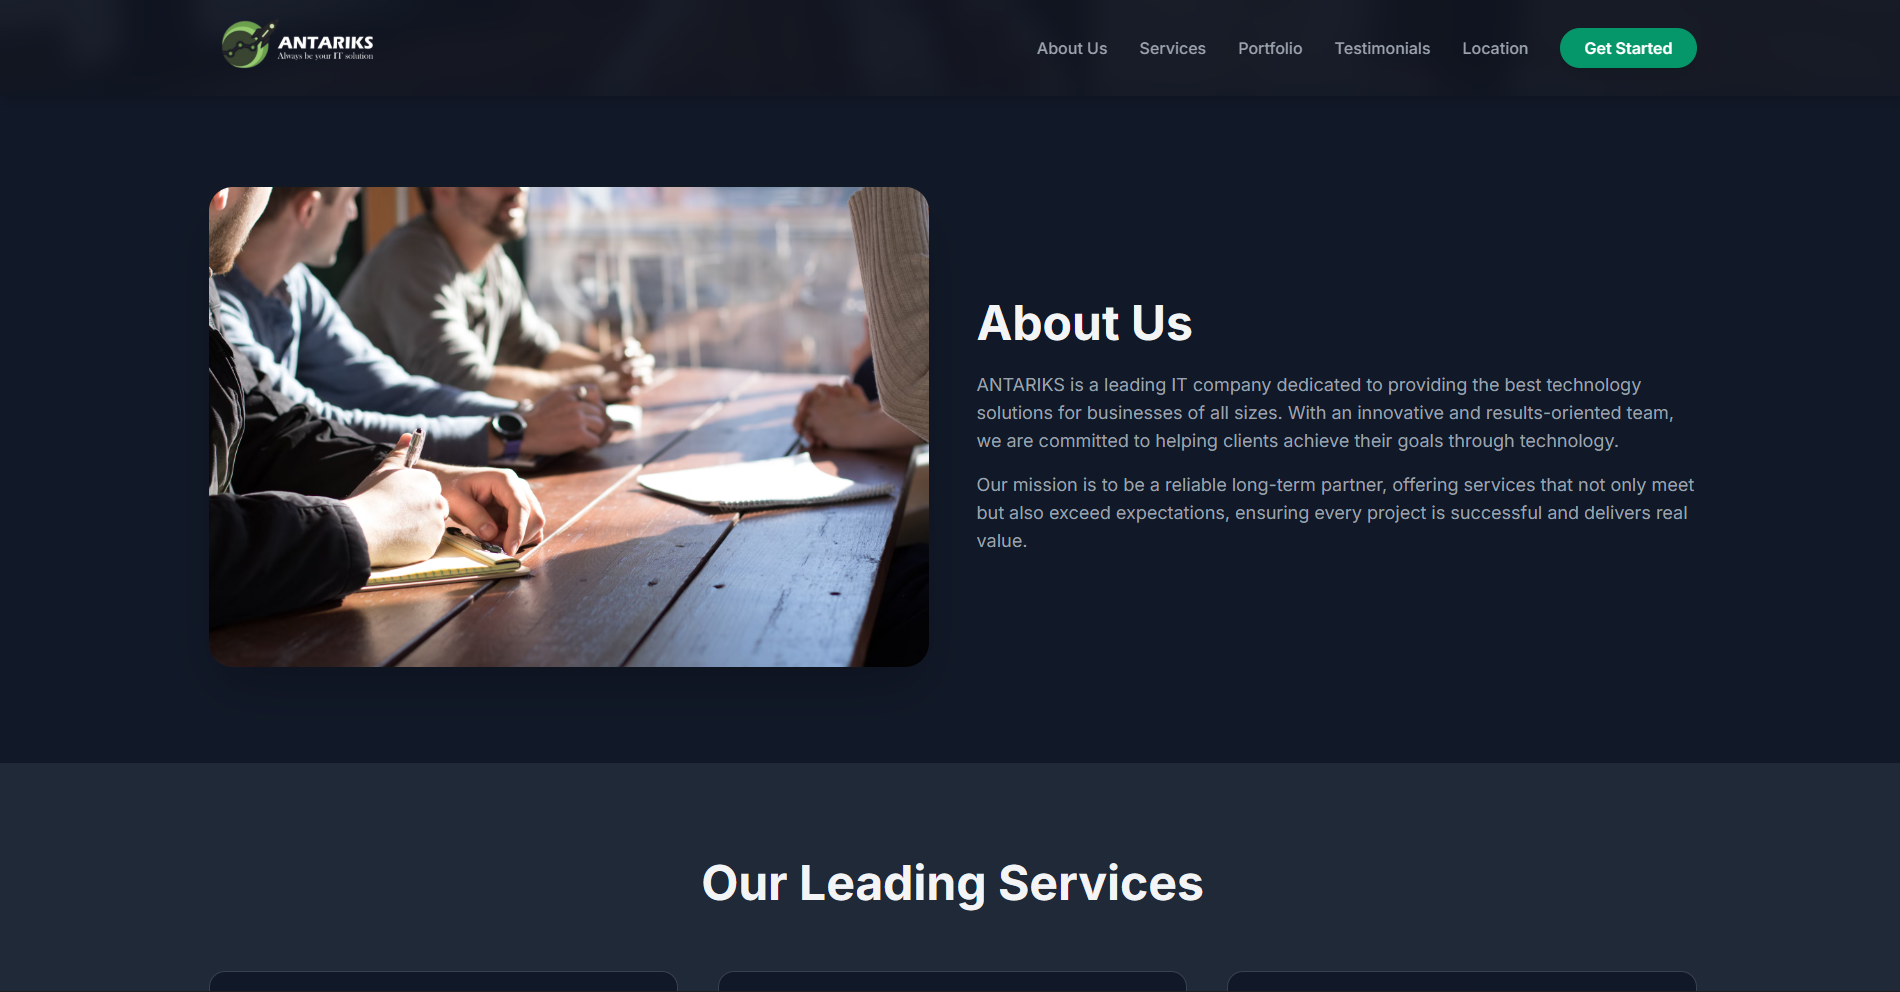 ANTARIKS
Always be your IT solution
About Us
Services
Portfolio
Testimonials
Location
Get Started
About Us
ANTARIKS is a leading IT company dedicated to providing the best technology
solutions for businesses of all sizes. With an innovative and results-oriented team,
we are committed to helping clients achieve their goals through technology.
Our mission is to be a reliable long-term partner, offering services that not only meet
but also exceed expectations, ensuring every project is successful and delivers real
value.
Our Leading Services